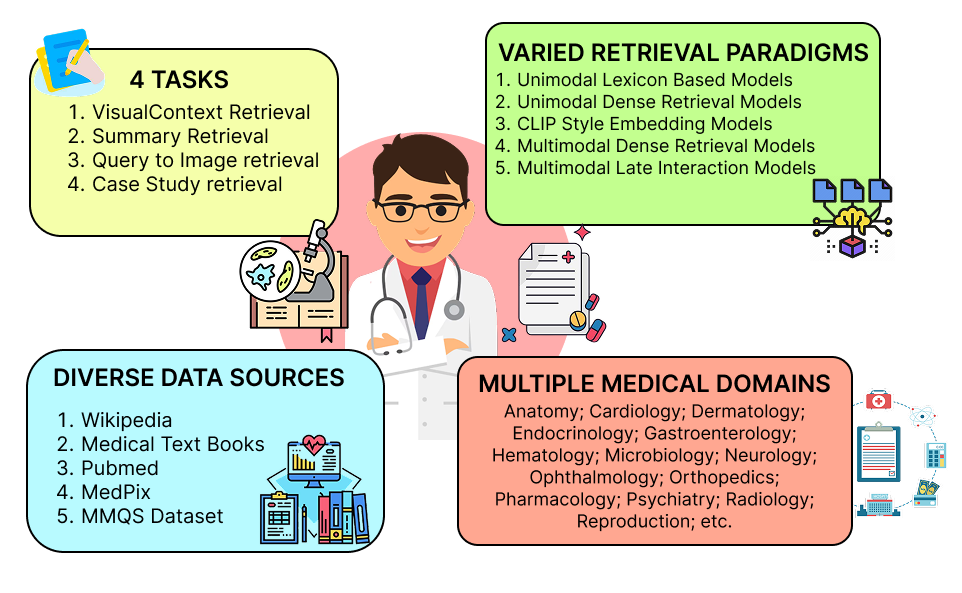 4 TASKS
1. VisualContext Retrieval
2. Summary Retrieval
3. Query to Image retrieval
4. Case Study retrieval
VARIED RETRIEVAL PARADIGMS
1. Unimodal Lexicon Based Models
2. Unimodal Dense Retrieval Models
3. CLIP Style Embedding Models
4. Multimodal Dense Retrieval Models
5. Multimodal Late Interaction Models
DIVERSE DATA SOURCES
1. Wikipedia
2. Medical Text Books
3. Pubmed
4. MedPix
5. MMQS Dataset
MULTIPLE MEDICAL DOMAINS
Anatomy; Cardiology; Dermatology;
Endocrinology; Gastroenterology;
Hematology; Microbiology; Neurology;
Ophthalmology; Orthopedics;
Pharmacology; Psychiatry; Radiology;
Reproduction; etc.